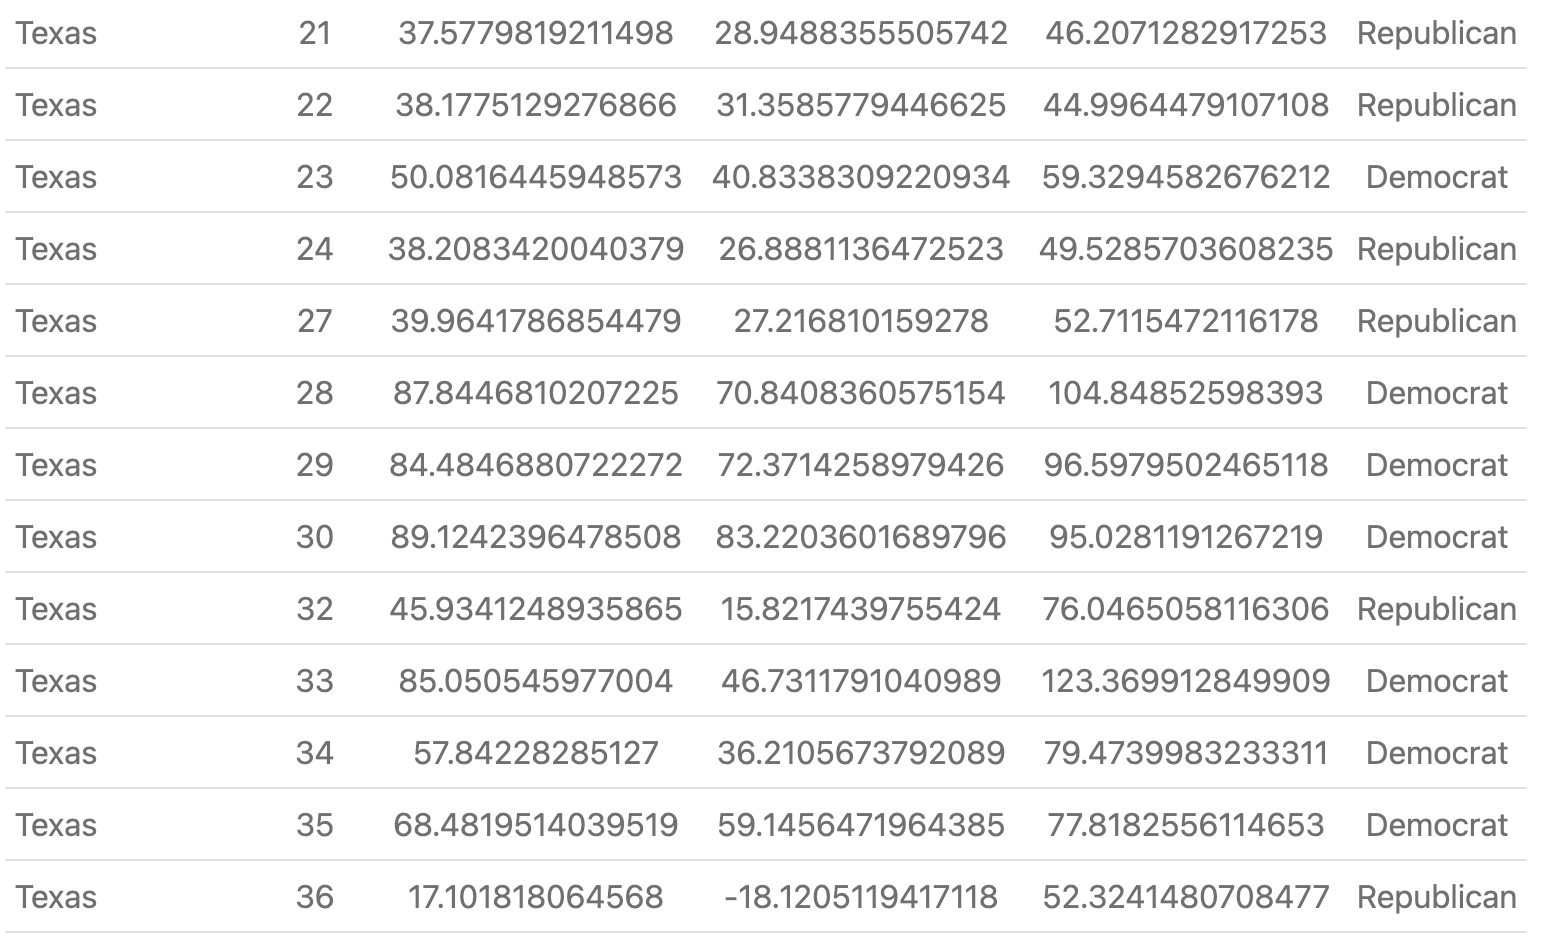 Texas 21 37.5779819211498 28.9488355505742 46.2071282917253 Republican
Texas 22 38.1775129276866 31.3585779446625 44.9964479107108 Republican
Texas 23 50.0816445948573 40.8338309220934 59.3294582676212 Democrat
Texas 24 38.2083420040379 26.8881136472523 49.5285703608235 Republican
Texas 27 39.9641786854479 27.216810159278 52.7115472116178 Republican
Texas 28 87.8446810207225 70.8408360575154 104.84852598393 Democrat
Texas 29 84.4846880722272 72.3714258979426 96.5979502465118 Democrat
Texas 30 89.1242396478508 83.2203601689796 95.0281191267219 Democrat
Texas 32 45.9341248935865 15.8217439755424 76.0465058116306 Republican
Texas 33 85.050545977004 46.7311791040989 123.369912849909 Democrat
Texas 34 57.84228285127 36.2105673792089 79.4739983233311 Democrat
Texas 35 68.4819514039519 59.1456471964385 77.8182556114653 Democrat
Texas 36 17.101818064568 -18.1205119417118 52.3241480708477 Republican